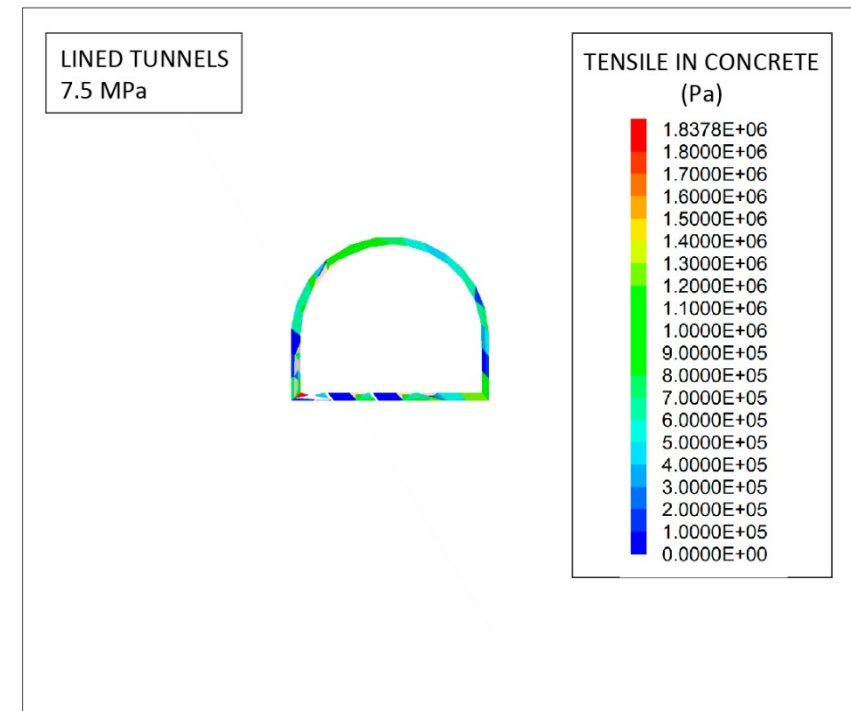 LINED TUNNELS
7.5 MPa
TENSILE IN CONCRETE
(Pa)
1.8378E+06
1.8000E+06
1.7000E+06
1.6000E+06
1.5000E+06
1.4000E+06
1.3000E+06
1.2000E+06
1.1000E+06
1.0000E+06
9.0000E+05
8.0000E+05
7.0000E+05
6.0000E+05
5.0000E+05
4.0000E+05
3.0000E+05
2.0000E+05
1.0000E+05
0.0000E+00